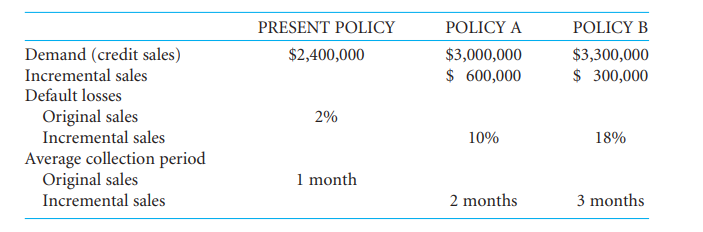 PRESENT POLICY POLICY A POLICY B
Demand (credit sales) $2,400,000 $3,000,000 $3,300,000
Incremental sales $ 600,000 $ 300,000
Default losses
Original sales 2%
Incremental sales 10% 18%
Average collection period
Original sales 1 month
Incremental sales 2 months 3 months